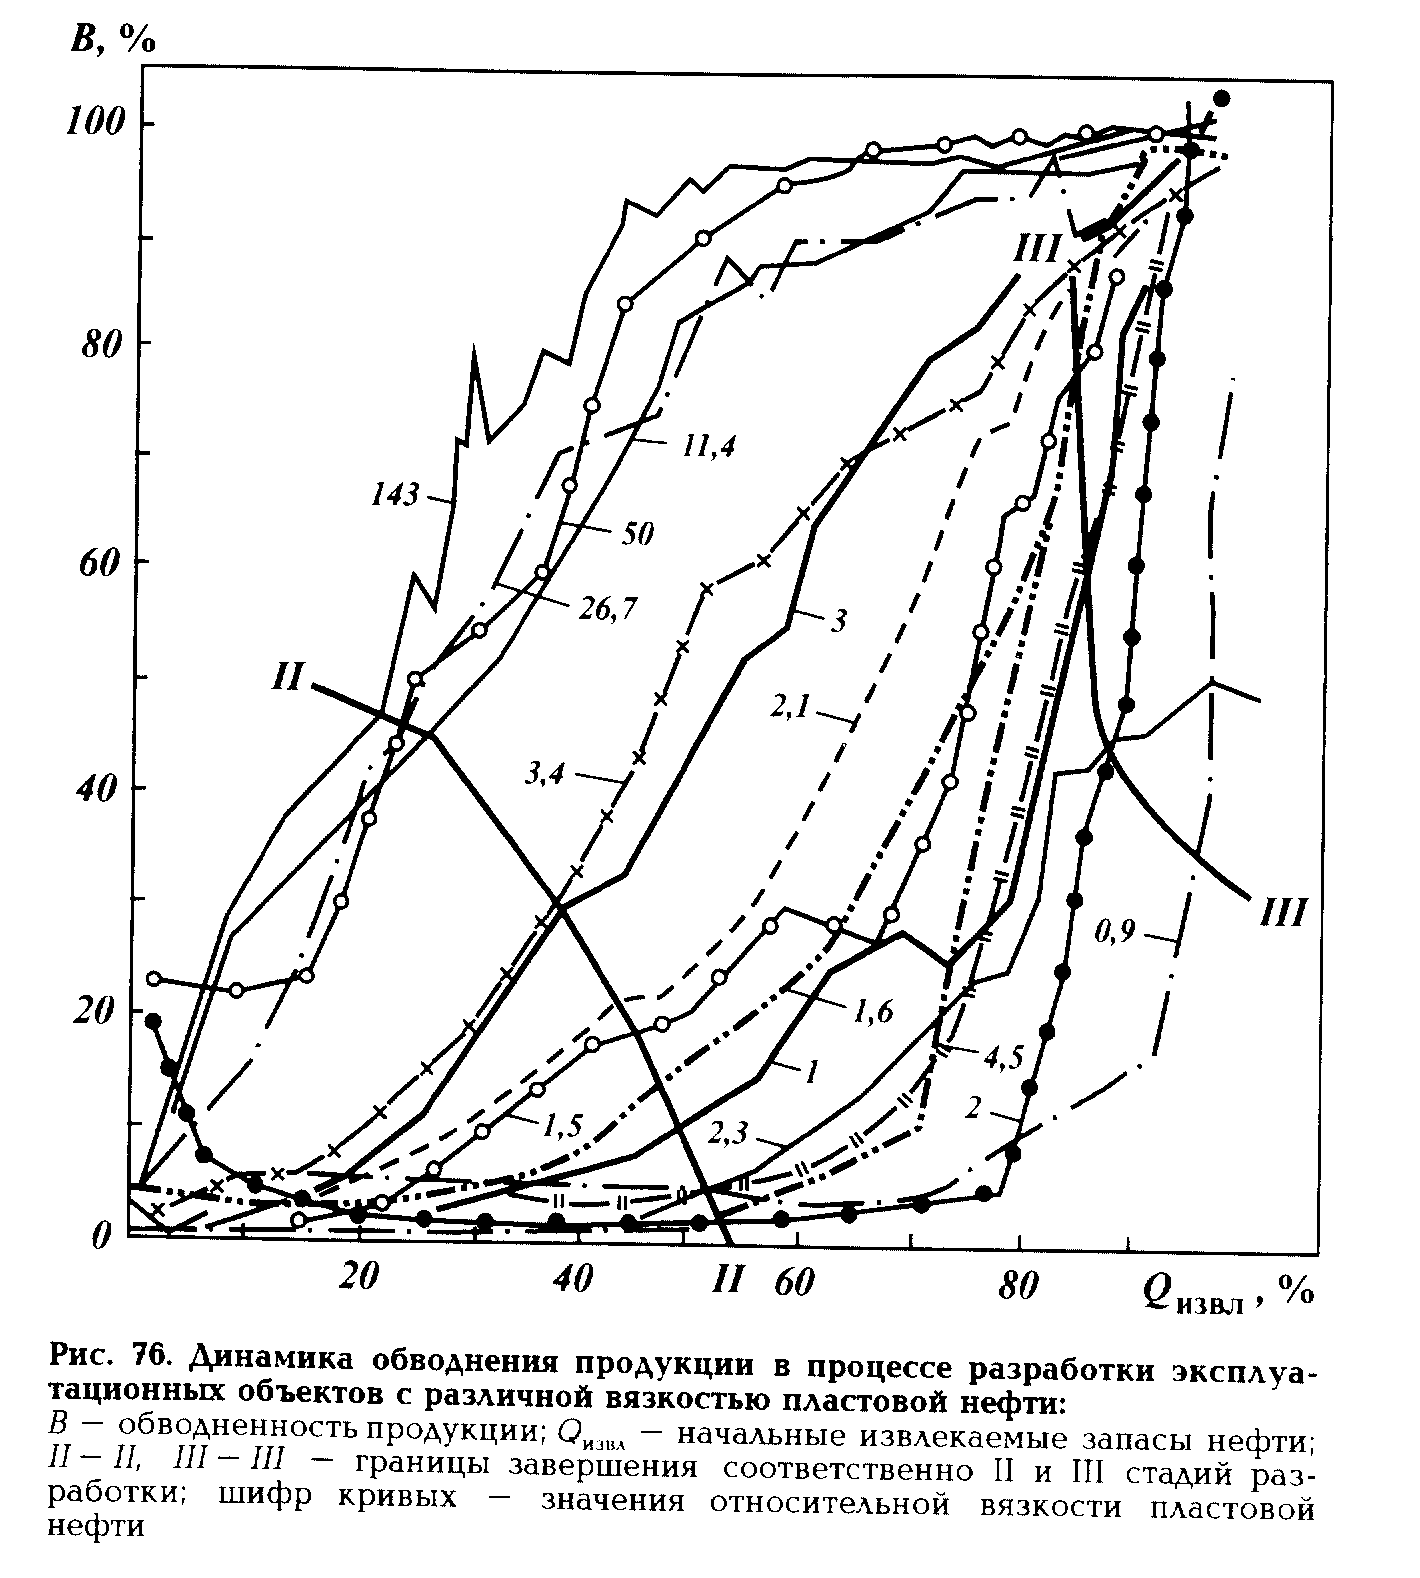 B, %
100
80
60
40
20
0
III
11,4
143
50
26,7
3
II
2,1
3,4
III
0,9
1,6
4,5
1
2
1,5
2,3
20
40
II
60
80
Qизвл , %
Рис. 76. Динамика обводнения продукции в процессе разработки эксплуа-
тационных объектов с различной вязкостью пластовой нефти:
B — обводненность продукции; Qизвл — начальные извлекаемые запасы нефти;
II — II, III — III — границы завершения соответственно II и III стадий раз-
работки; шифр кривых — значения относительной вязкости пластовой
нефти